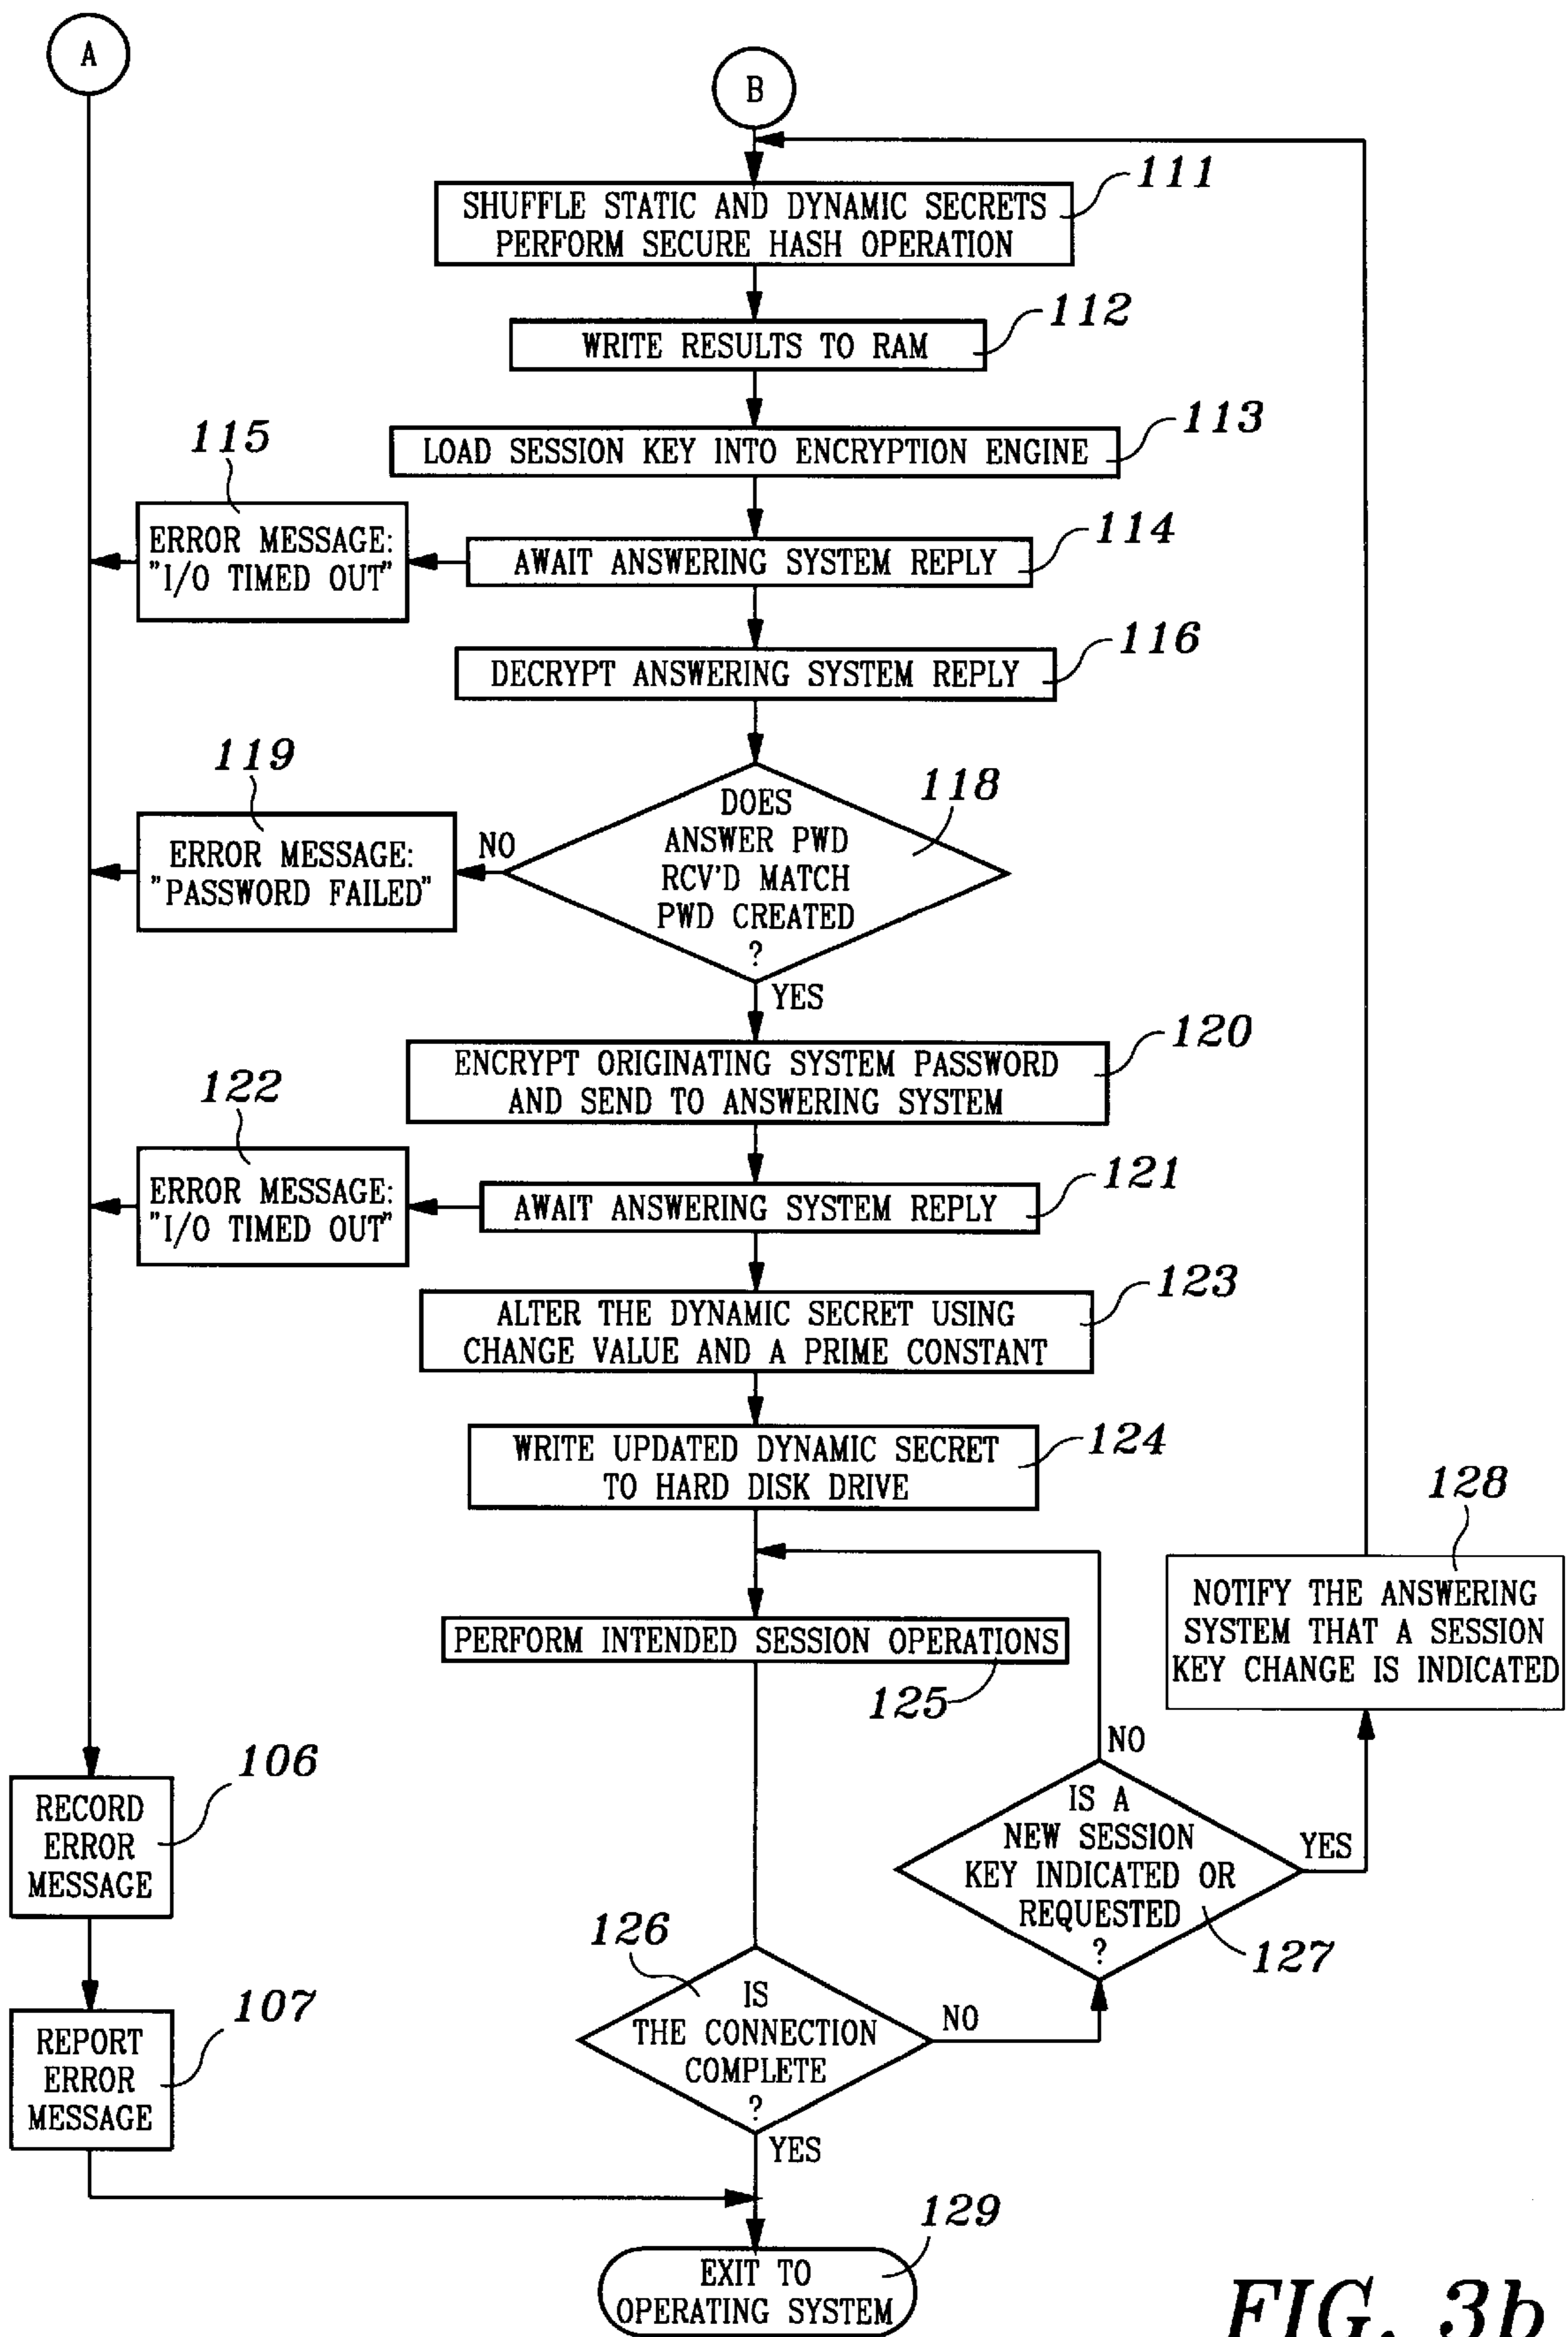 A
B
111
SHUFFLE STATIC AND DYNAMIC SECRETS
PERFORM SECURE HASH OPERATION
112
WRITE RESULTS TO RAM
113
LOAD SESSION KEY INTO ENCRYPTION ENGINE
115
ERROR MESSAGE:
"I/O TIMED OUT"
114
AWAIT ANSWERING SYSTEM REPLY
116
DECRYPT ANSWERING SYSTEM REPLY
119
ERROR MESSAGE:
"PASSWORD FAILED"
NO
118
DOES
ANSWER PWD
RCV'D MATCH
PWD CREATED
?
YES
120
ENCRYPT ORIGINATING SYSTEM PASSWORD
AND SEND TO ANSWERING SYSTEM
122
ERROR MESSAGE:
"I/O TIMED OUT"
121
AWAIT ANSWERING SYSTEM REPLY
123
ALTER THE DYNAMIC SECRET USING
CHANGE VALUE AND A PRIME CONSTANT
124
WRITE UPDATED DYNAMIC SECRET
TO HARD DISK DRIVE
128
NOTIFY THE ANSWERING
SYSTEM THAT A SESSION
KEY CHANGE IS INDICATED
PERFORM INTENDED SESSION OPERATIONS
125
NO
IS A
NEW SESSION
KEY INDICATED OR
REQUESTED
?
YES
127
106
RECORD
ERROR
MESSAGE
126
IS
THE CONNECTION
COMPLETE
?
NO
YES
107
REPORT
ERROR
MESSAGE
129
EXIT TO
OPERATING SYSTEM
FIG. 3b